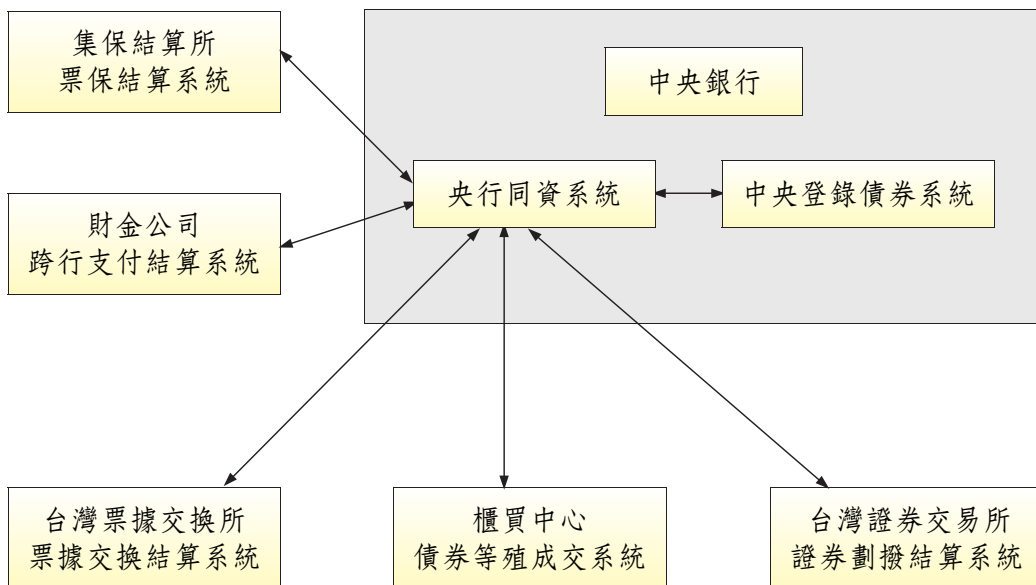 集保結算所
票保結算系統
中央銀行
央行同資系統
中央登錄債券系統
財金公司
跨行支付結算系統
台灣票據交換所
票據交換結算系統
櫃買中心
債券等殖成交系統
台灣證券交易所
證券劃撥結算系統